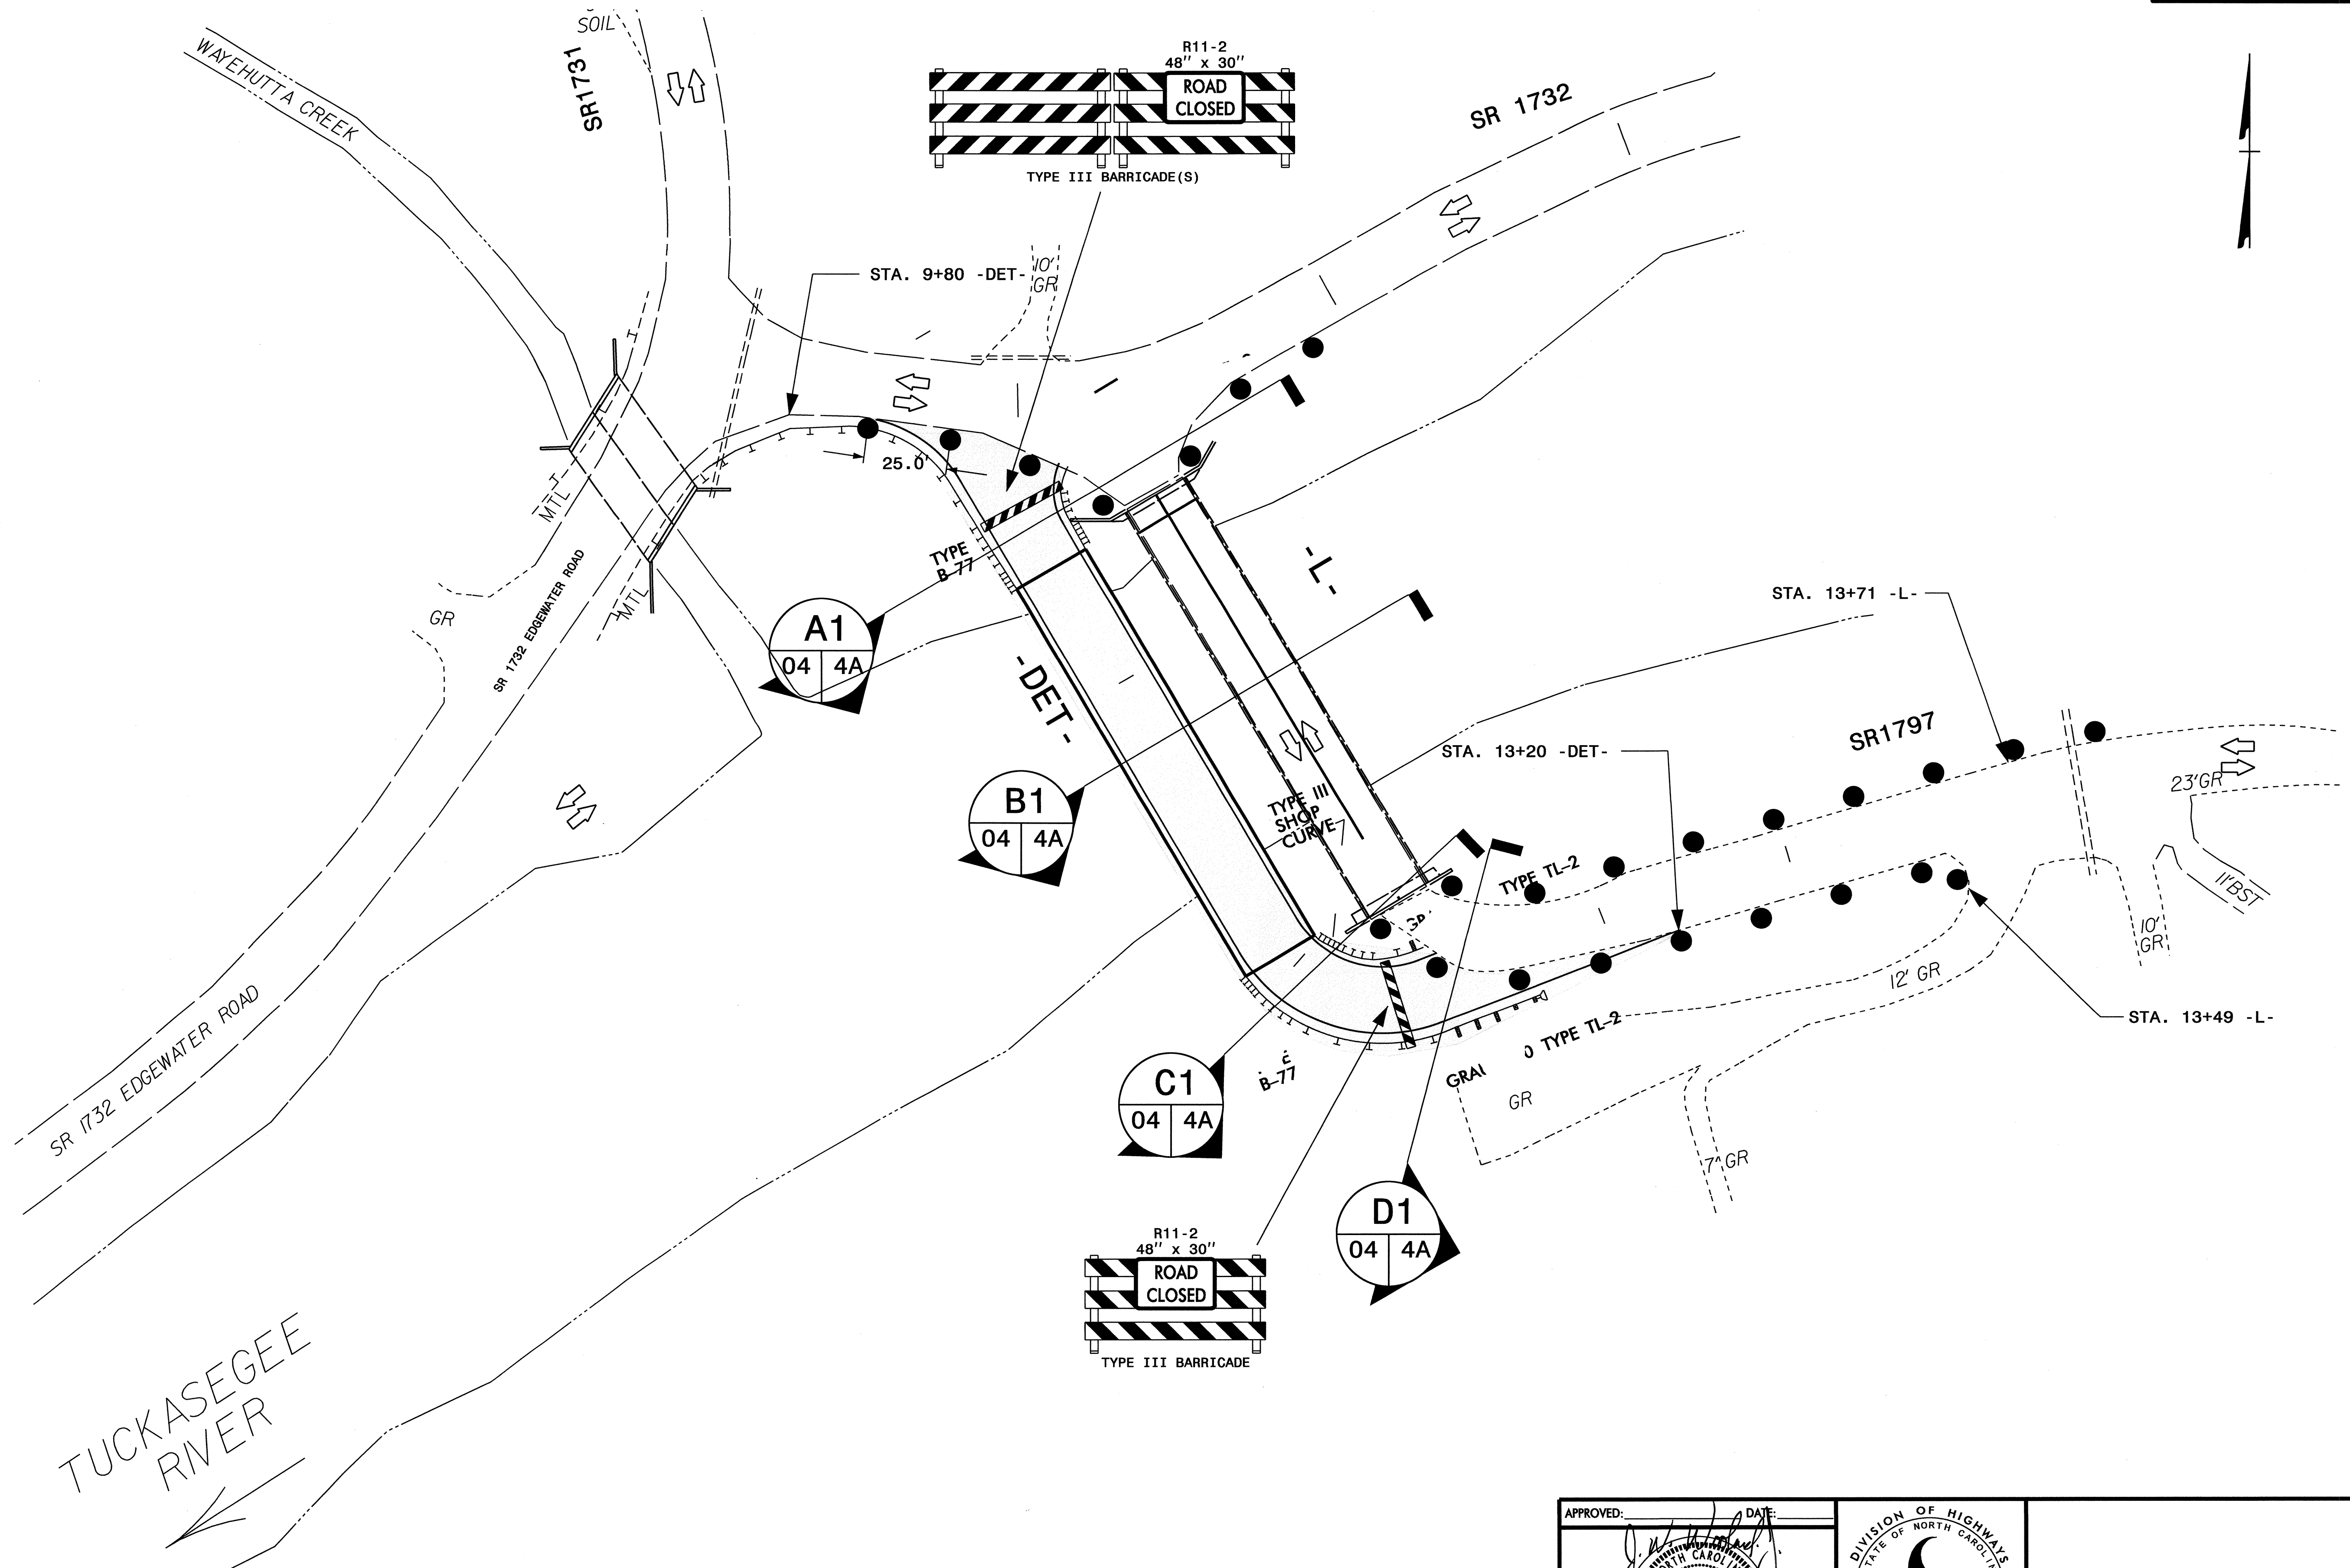 SOIL
WAYEHUTTA CREEK
SR1731
R11-2
48" x 30"
ROAD
CLOSED
TYPE III BARRICADE(S)
SR 1732
STA. 9+80 -DET-
10'
GR
25.0'
MTL
MTL
TYPE
B-77
-L-
GR
SR 1732 EDGEWATER ROAD
A1
04 4A
-DET-
STA. 13+71 -L-
SR1797
STA. 13+20 -DET-
23'GR
B1
04 4A
TYPE III
SHOP
CURVE
TYPE TL-2
11'BST
10'
GR
12' GR
STA. 13+49 -L-
SR 1732 EDGEWATER ROAD
TYPE TL-2
B-77
GR
C1
04 4A
7' GR
D1
04 4A
R11-2
48" x 30"
ROAD
CLOSED
TYPE III BARRICADE
TUCKASEGEE
RIVER
APPROVED: DATE:
DIVISION OF HIGHWAYS
STATE OF NORTH CAROLIN
NORTH CAROLIN